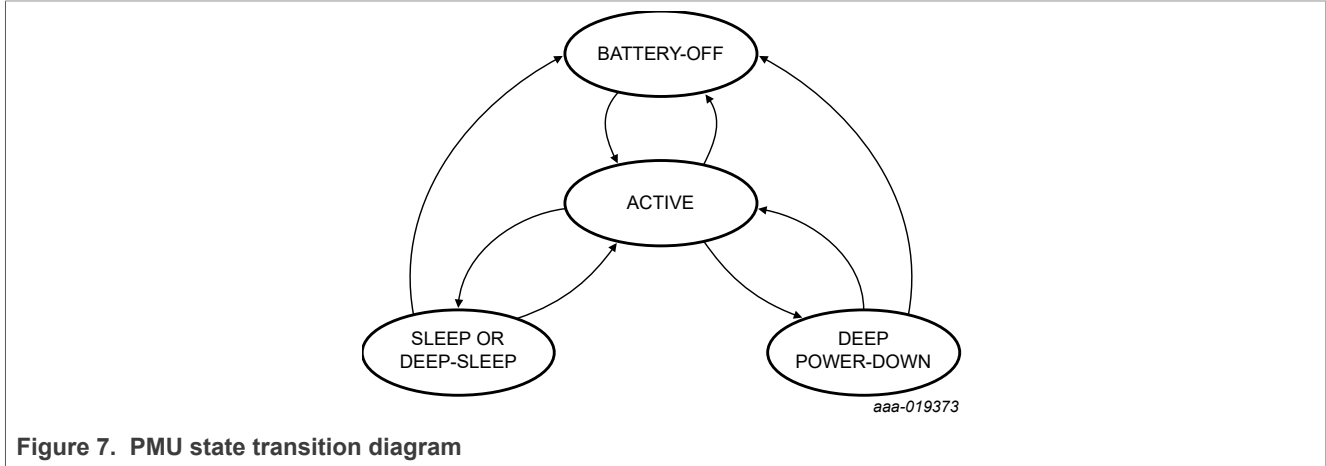 BATTERY-OFF
ACTIVE
SLEEP OR
DEEP-SLEEP
DEEP
POWER-DOWN
aaa-019373
Figure 7. PMU state transition diagram